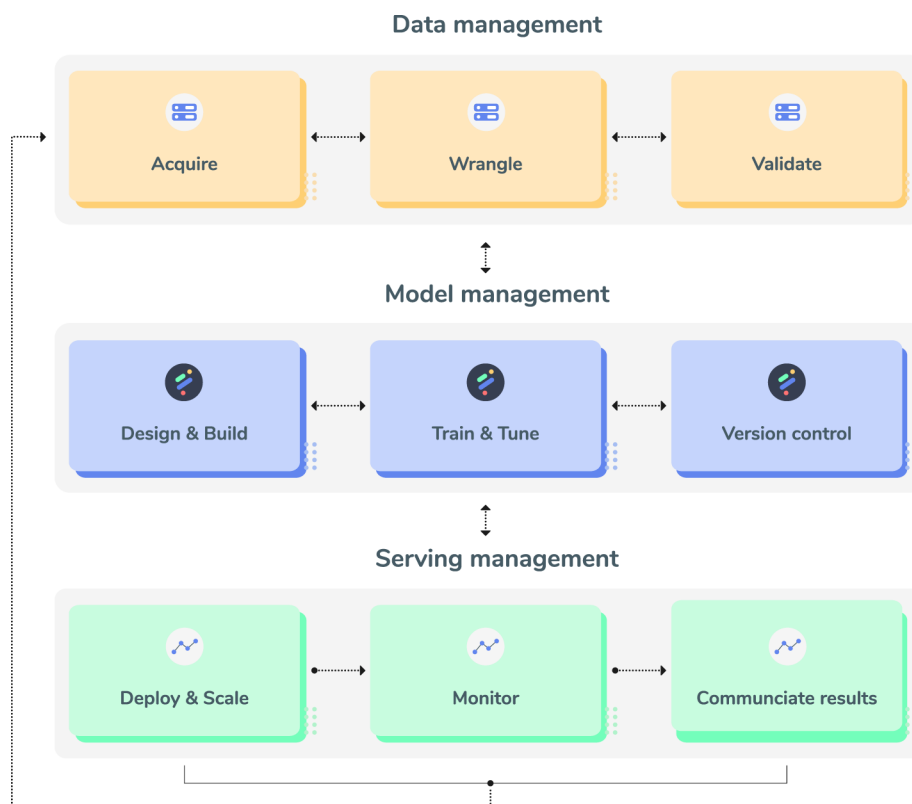 Data management
Acquire
Wrangle
Validate
Model management
Design & Build
Train & Tune
Version control
Serving management
Deploy & Scale
Monitor
Communciate results